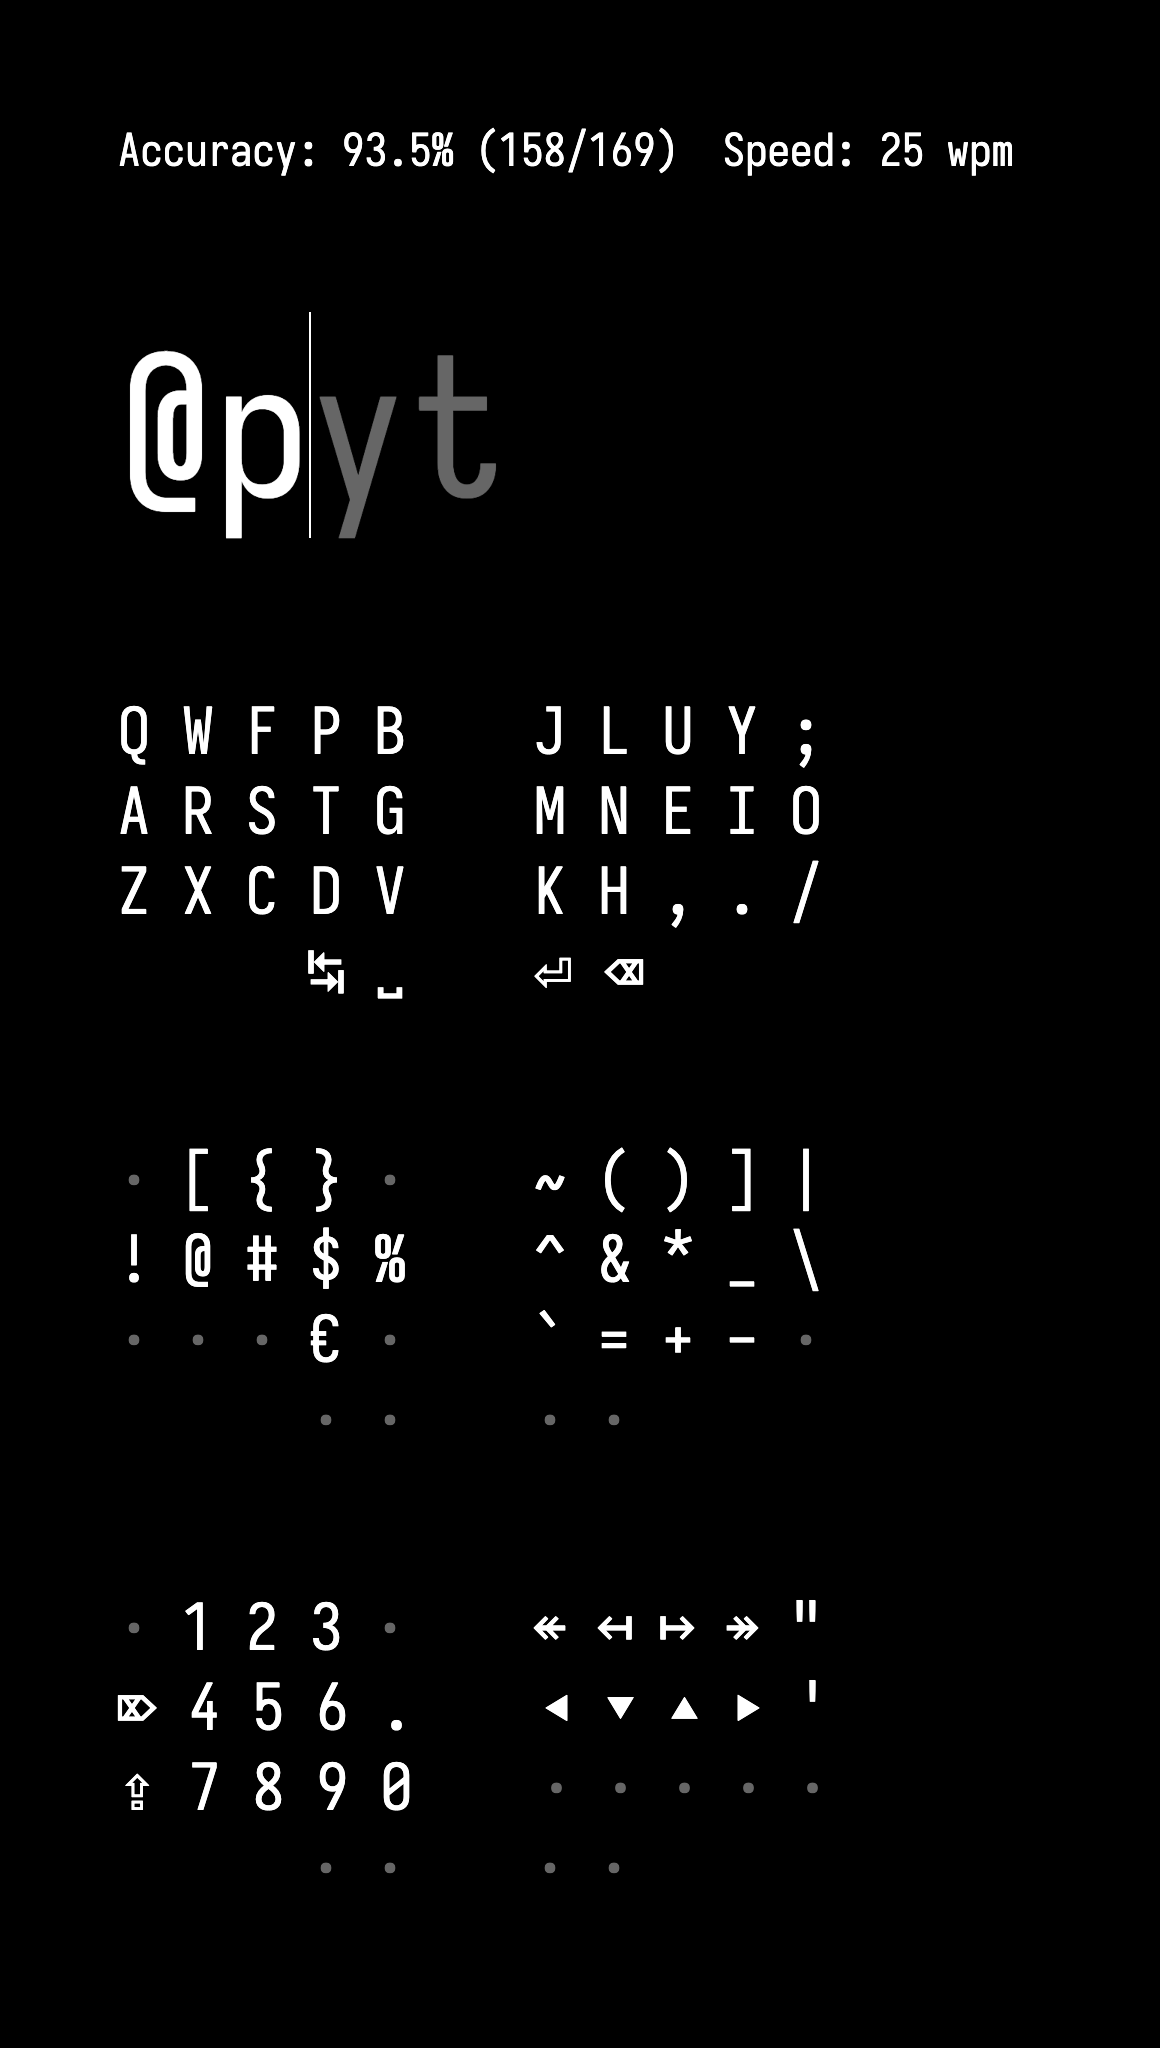 Accuracy: 93.5% (158/169) Speed: 25 wpm
@pyt
Q W F P B J L U Y ;
A R S T G M N E I O
Z X C D V K H , . /
↹ ⎵ ⏎ ⌫
· [ { } · ~ ( ) ] |
! @ # $ % ^ & * _ \
· · · € · ` = + - ·
· · · ·
· 1 2 3 · ↞ ↤ ↦ ↠ "
⌦ 4 5 6 . ◀ ▼ ▲ ▶ '
⇪ 7 8 9 0 · · · · ·
· · · ·